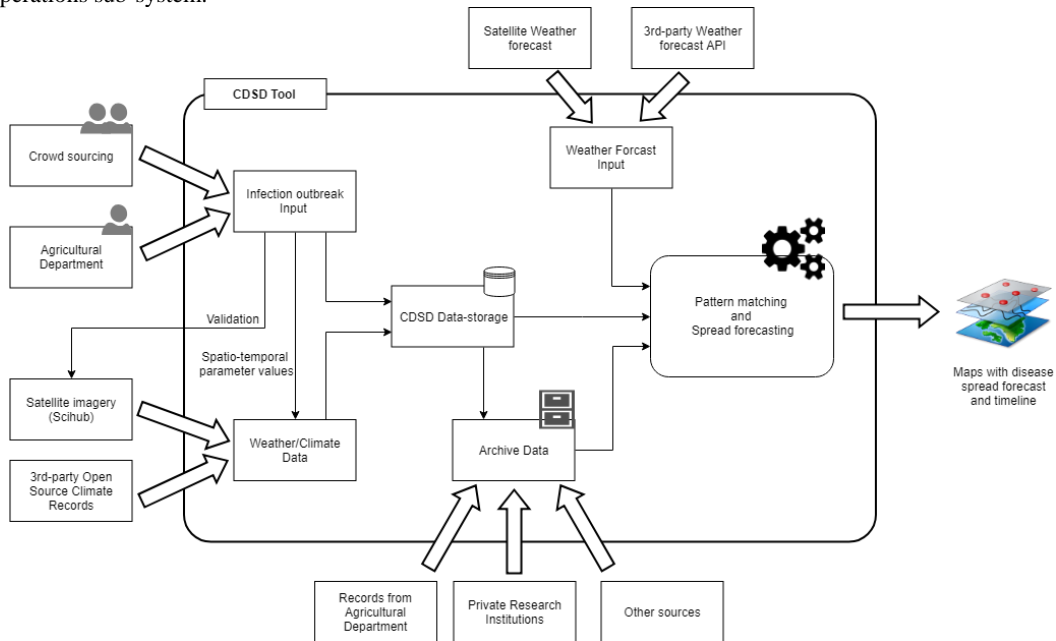 perations sub-system.
Satellite Weather
forecast
3rd-party Weather
forecast API
CDSD Tool
Crowd sourcing
Weather Forcast
Input
Infection outbreak
Input
Agricultural
Department
Pattern matching
and
Spread forecasting
CDSD Data-storage
Validation
Spatio-temporal
parameter values
Maps with disease
spread forecast
and timeline
Satellite imagery
(Scihub)
Weather/Climate
Data
Archive Data
3rd-party Open
Source Climate
Records
Records from
Agricultural
Department
Private Research
Institutions
Other sources